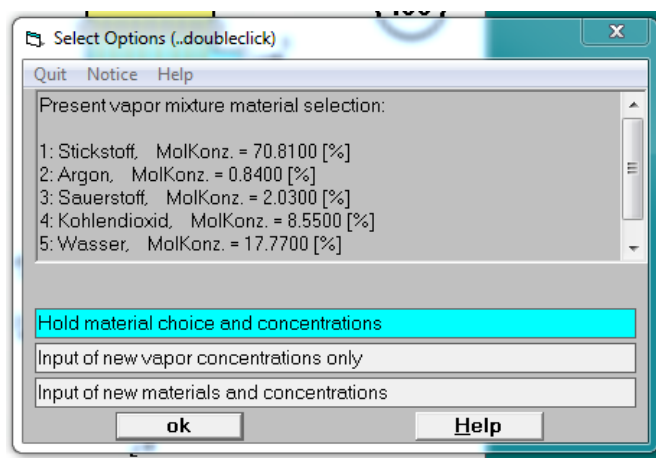 Select Options (..doubleclick)
Quit Notice Help
Present vapor mixture material selection:
1: Stickstoff, MolKonz. = 70.8100 [%]
2: Argon, MolKonz. = 0.8400 [%]
3: Sauerstoff, MolKonz. = 2.0300 [%]
4: Kohlendioxid, MolKonz. = 8.5500 [%]
5: Wasser, MolKonz. = 17.7700 [%]
Hold material choice and concentrations
Input of new vapor concentrations only
Input of new materials and concentrations
ok Help